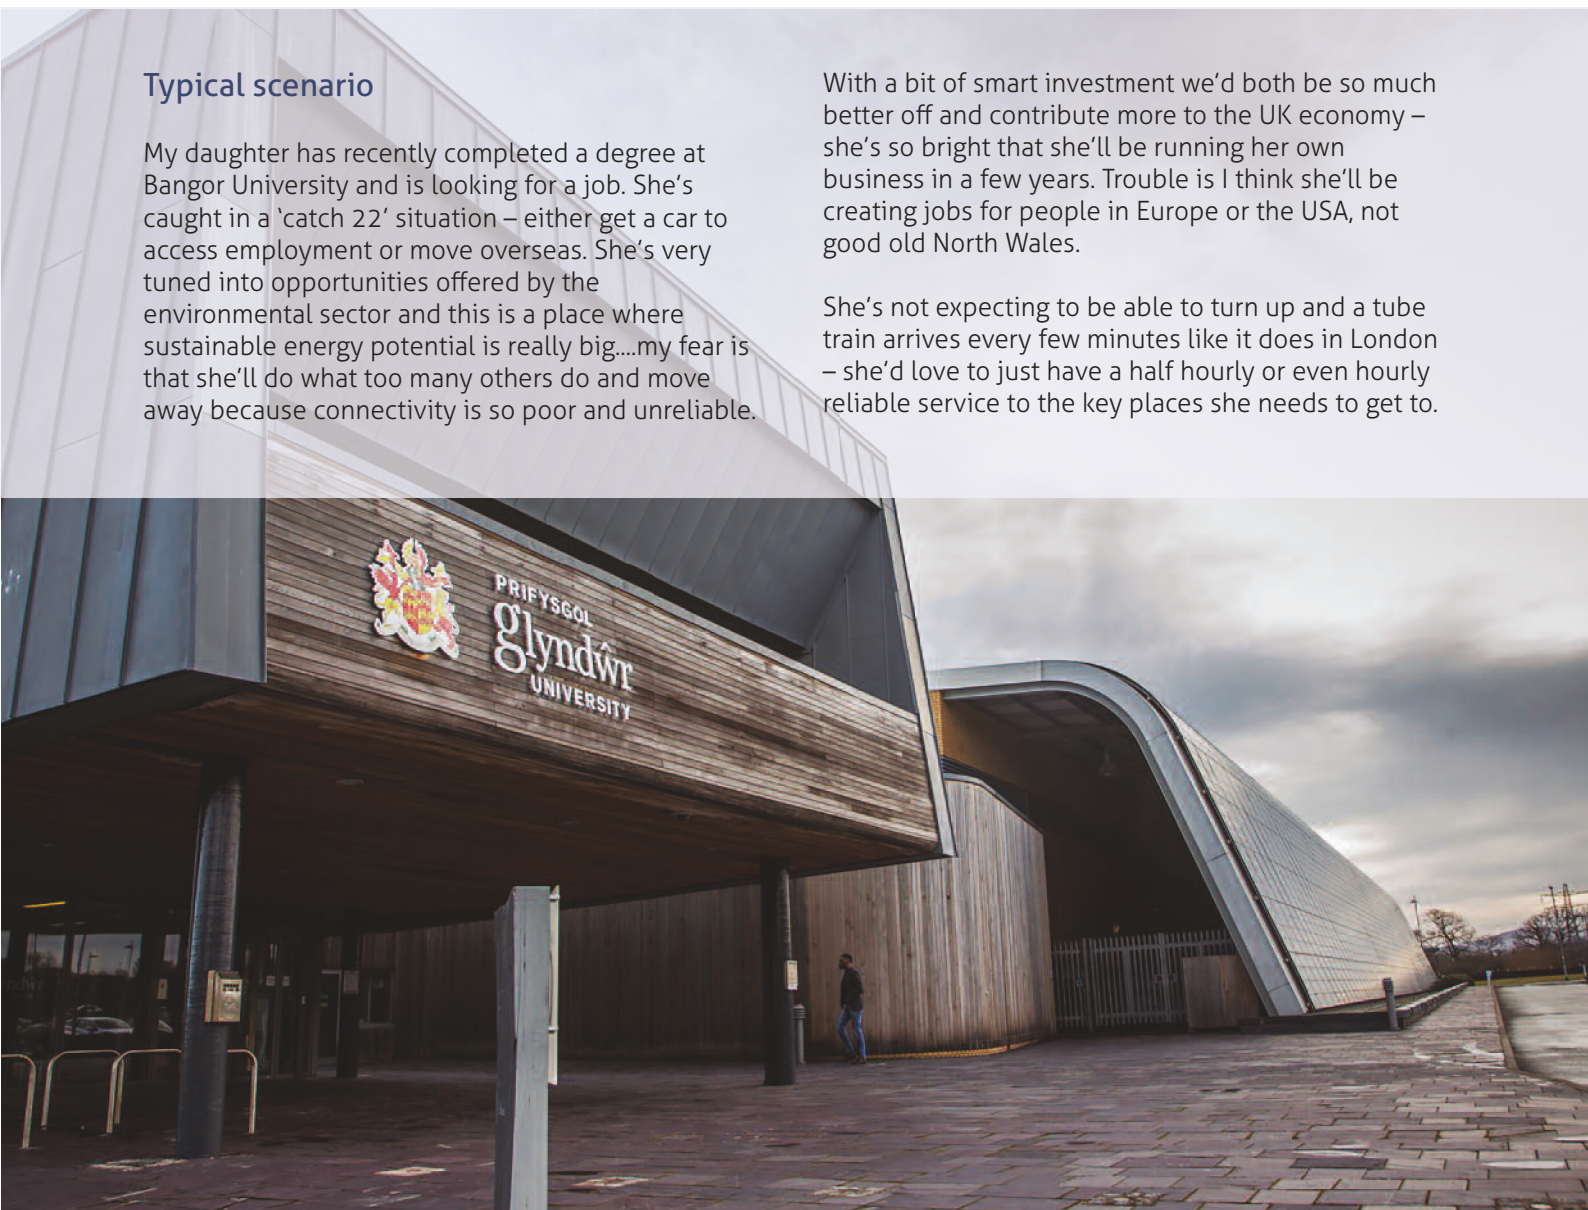 Typical scenario
My daughter has recently completed a degree at
Bangor University and is looking for a job. She’s
caught in a ‘catch 22’ situation – either get a car to
access employment or move overseas. She’s very
tuned into opportunities offered by the
environmental sector and this is a place where
sustainable energy potential is really big....my fear is
that she’ll do what too many others do and move
away because connectivity is so poor and unreliable.
With a bit of smart investment we’d both be so much
better off and contribute more to the UK economy –
she’s so bright that she’ll be running her own
business in a few years. Trouble is I think she’ll be
creating jobs for people in Europe or the USA, not
good old North Wales.
She’s not expecting to be able to turn up and a tube
train arrives every few minutes like it does in London
– she’d love to just have a half hourly or even hourly
reliable service to the key places she needs to get to.
PRIFYSGOL
glyndŵr
UNIVERSITY